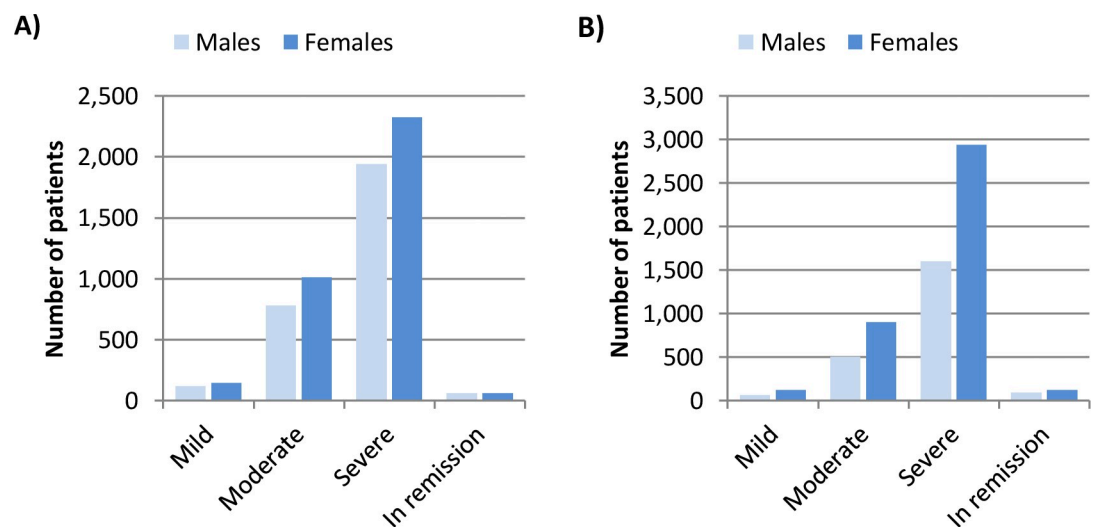 A)
Males Females
Number of patients
2,500
2,000
1,500
1,000
500
0
Mild
Moderate
Severe
In remission
B)
Males Females
Number of patients
3,500
3,000
2,500
2,000
1,500
1,000
500
0
Mild
Moderate
Severe
In remission